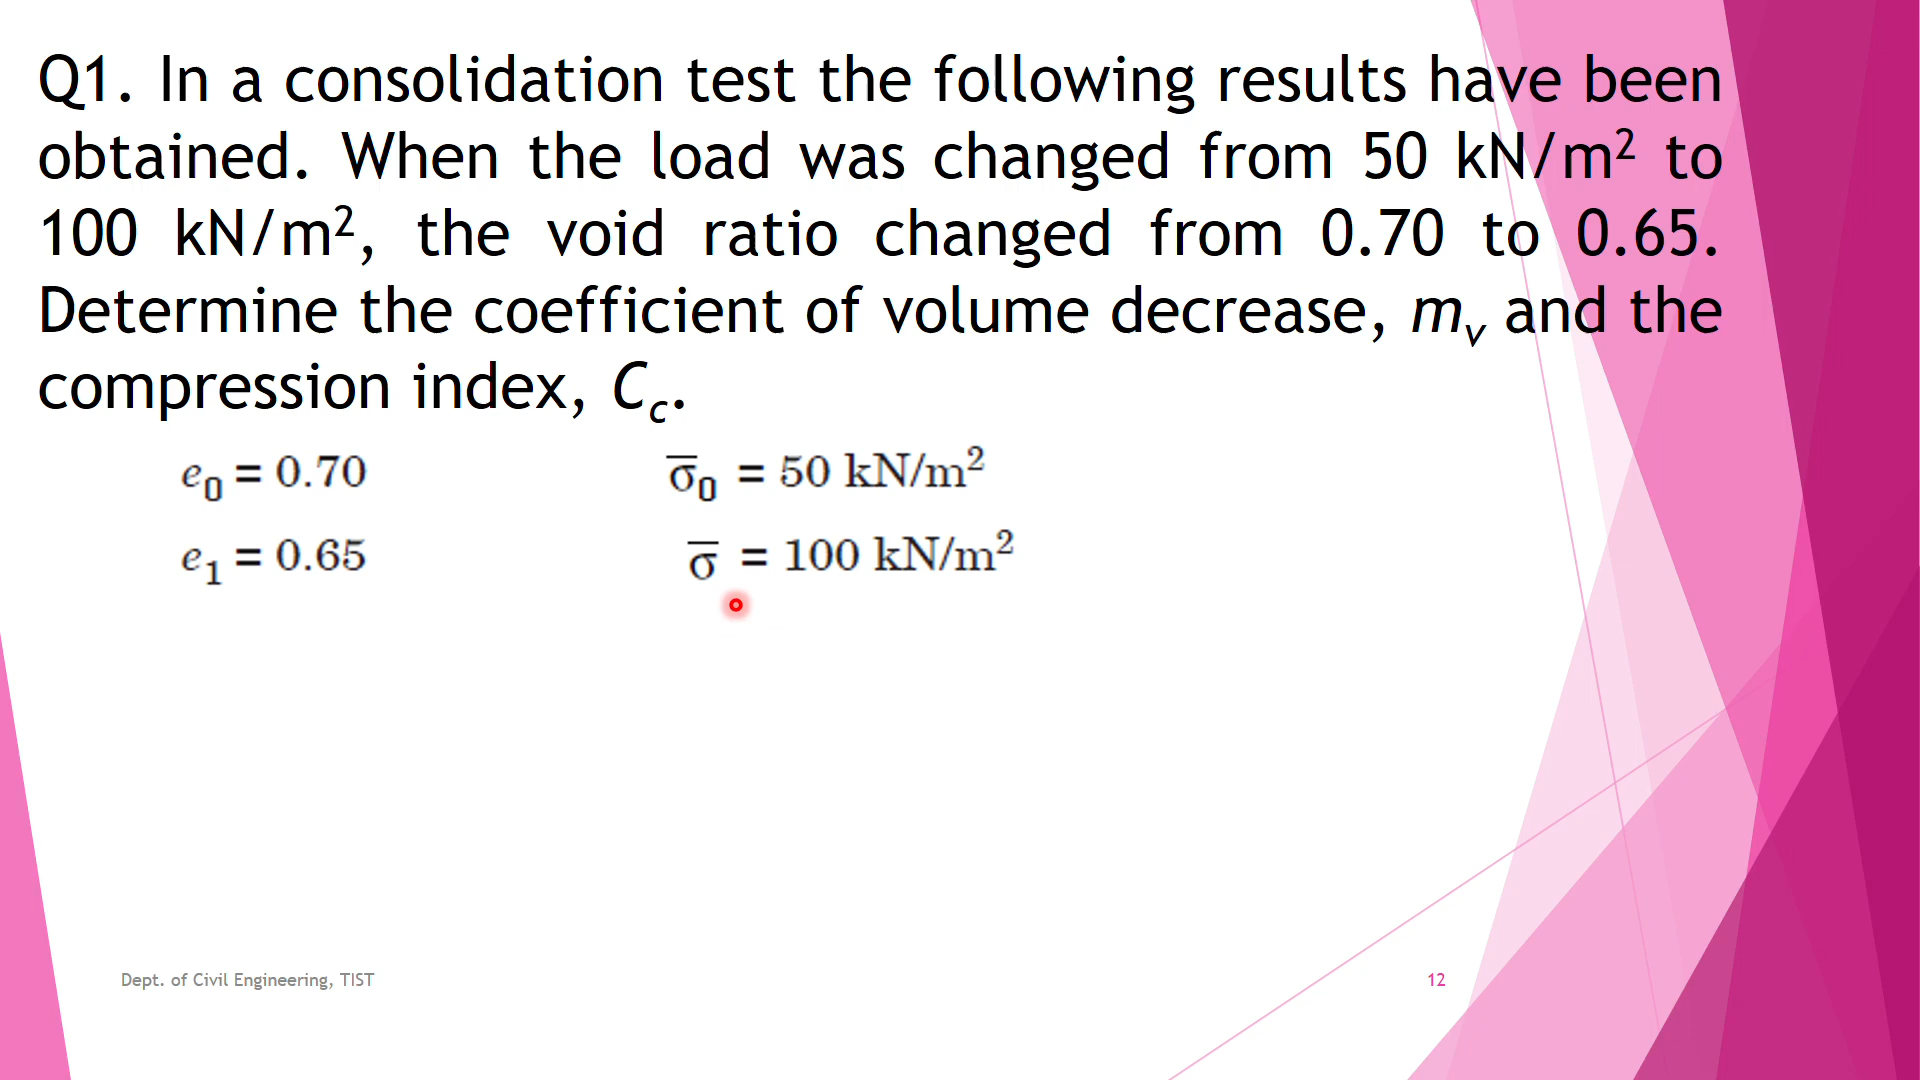 Q1. In a consolidation test the following results have been
obtained. When the load was changed from 50 kN/m² to
100 kN/m², the void ratio changed from 0.70 to 0.65.
Determine the coefficient of volume decrease, mᵥ and the
compression index, C_c.
e₀ = 0.70 σ̅₀ = 50 kN/m²
e₁ = 0.65 σ̅ = 100 kN/m²
Dept. of Civil Engineering, TIST 12